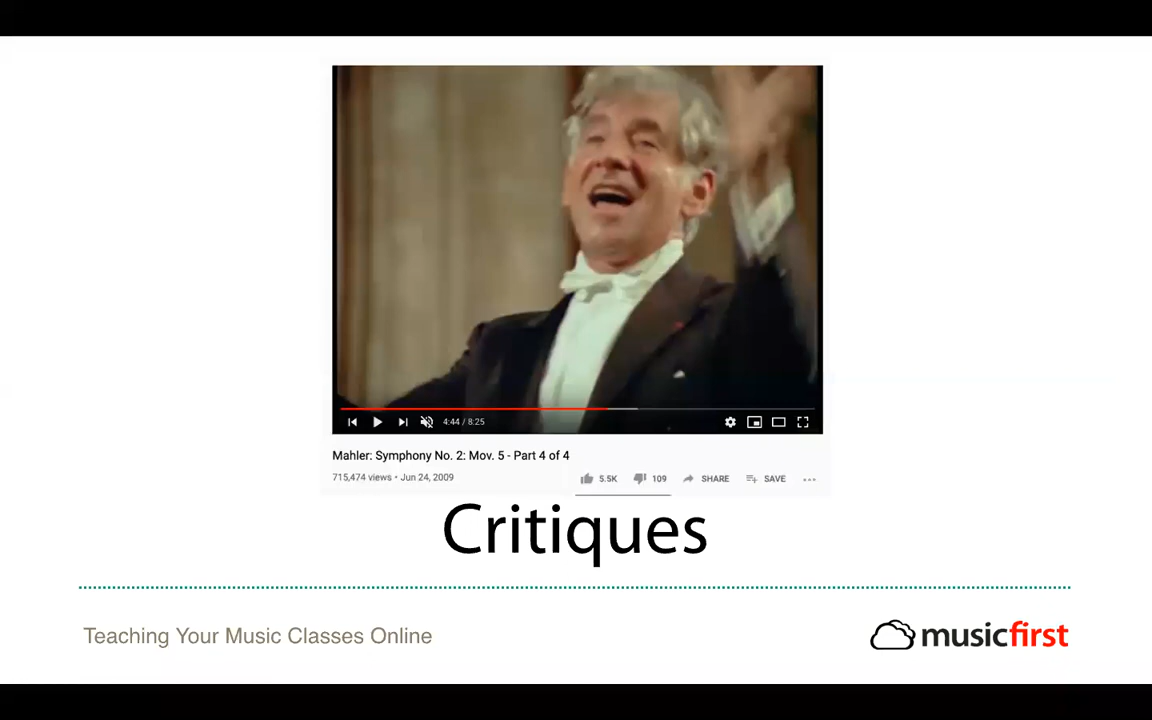 4:44 / 8:25
Mahler: Symphony No. 2: Mov. 5 - Part 4 of 4
715,474 views • Jun 24, 2009 5.5K 109 SHARE SAVE
Critiques
Teaching Your Music Classes Online
musicfirst